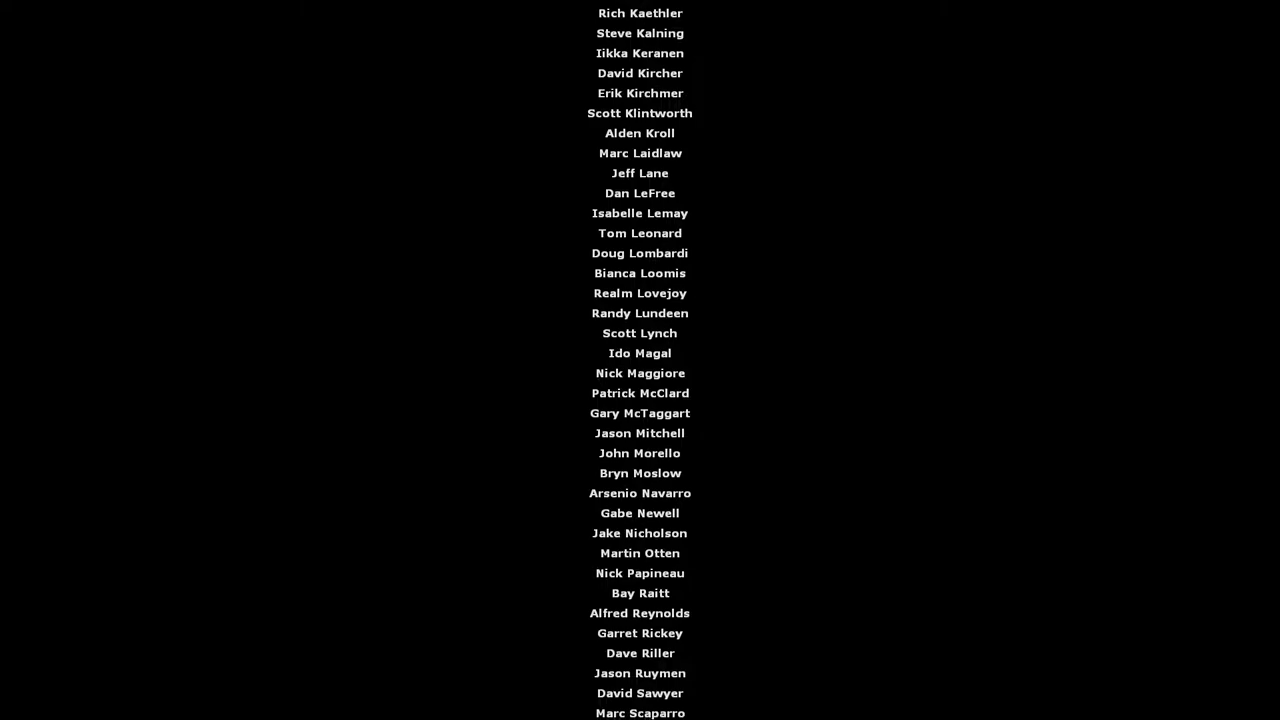 Rich Kaethler
Steve Kalning
Iikka Keranen
David Kircher
Erik Kirchmer
Scott Klintworth
Alden Kroll
Marc Laidlaw
Jeff Lane
Dan LeFree
Isabelle Lemay
Tom Leonard
Doug Lombardi
Bianca Loomis
Realm Lovejoy
Randy Lundeen
Scott Lynch
Ido Magal
Nick Maggiore
Patrick McClard
Gary McTaggart
Jason Mitchell
John Morello
Bryn Moslow
Arsenio Navarro
Gabe Newell
Jake Nicholson
Martin Otten
Nick Papineau
Bay Raitt
Alfred Reynolds
Garret Rickey
Dave Riller
Jason Ruymen
David Sawyer
Marc Scaparro